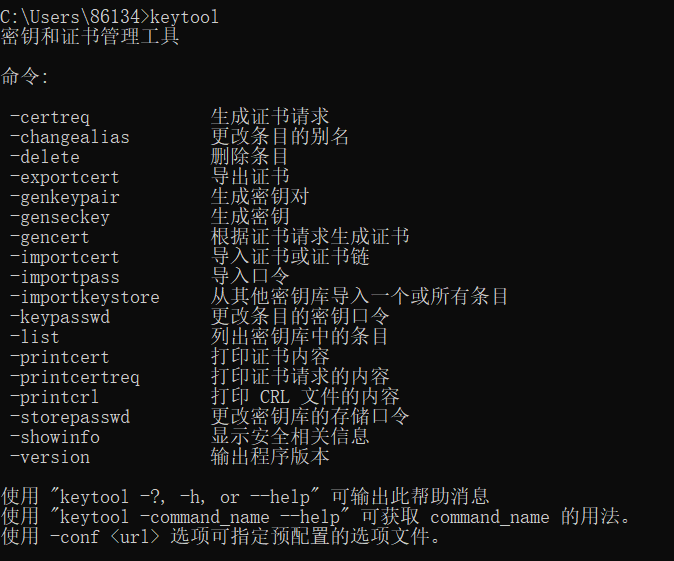 C:\Users\86134>keytool
密钥和证书管理工具
命令:
-certreq 生成证书请求
-changealias 更改条目的别名
-delete 删除条目
-exportcert 导出证书
-genkeypair 生成密钥对
-genseckey 生成密钥
-gencert 根据证书请求生成证书
-importcert 导入证书或证书链
-importpass 导入口令
-importkeystore 从其他密钥库导入一个或所有条目
-keypasswd 更改条目的密钥口令
-list 列出密钥库中的条目
-printcert 打印证书内容
-printcertreq 打印证书请求的内容
-printcrl 打印 CRL 文件的内容
-storepasswd 更改密钥库的存储口令
-showinfo 显示安全相关信息
-version 输出程序版本
使用 "keytool -?, -h, or --help" 可输出此帮助消息
使用 "keytool -command_name --help" 可获取 command_name 的用法。
使用 -conf <url> 选项可指定预配置的选项文件。